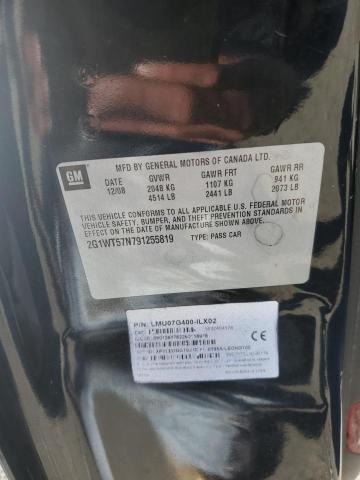 GM
MFD BY GENERAL MOTORS OF CANADA LTD.
DATE GVWR GAWR FRT GAWR RR
12/08 2048 KG 1107 KG 941 KG
4514 LB 2441 LB 2073 LB
THIS VEHICLE CONFORMS TO ALL APPLICABLE U.S. FEDERAL MOTOR
VEHICLE SAFETY, BUMPER, AND THEFT PREVENTION STANDARDS
IN EFFECT ON THE DATE OF MANUFACTURE SHOWN ABOVE.
2G1WT57N791255819 TYPE: PASS CAR
P/N: LMU07G400-ILX02